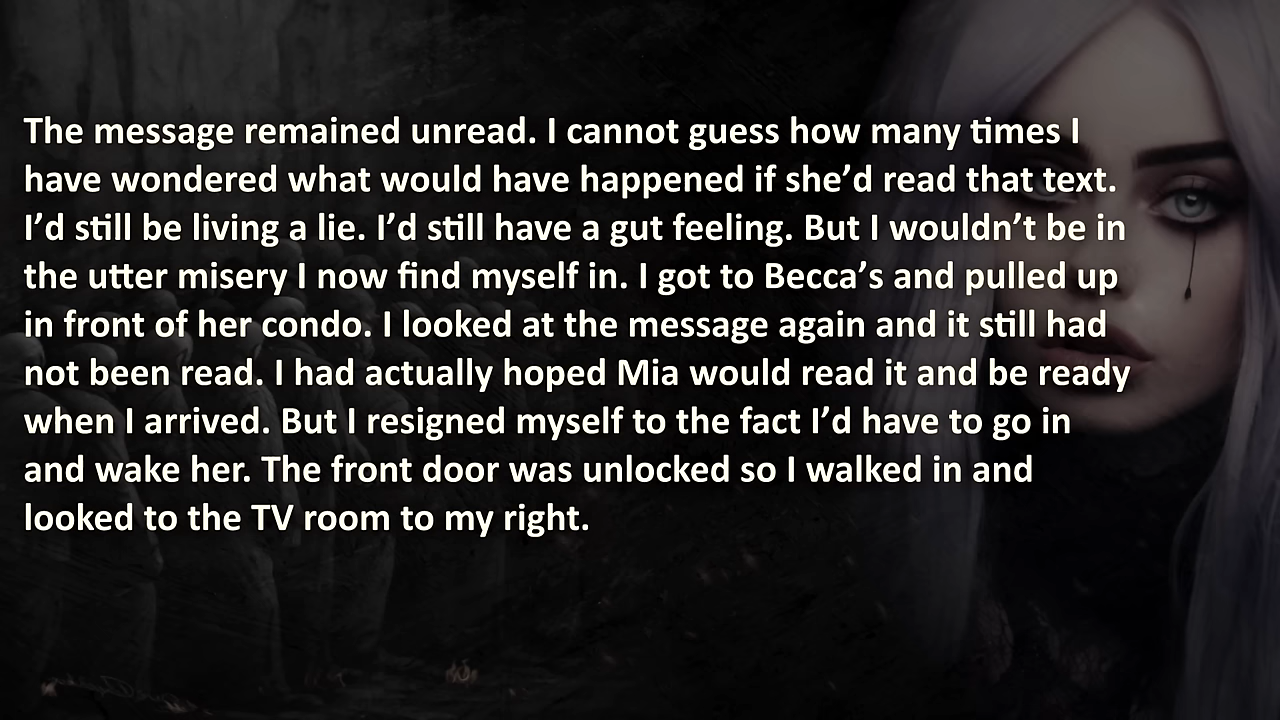 The message remained unread. I cannot guess how many times I
have wondered what would have happened if she’d read that text.
I’d still be living a lie. I’d still have a gut feeling. But I wouldn’t be in
the utter misery I now find myself in. I got to Becca’s and pulled up
in front of her condo. I looked at the message again and it still had
not been read. I had actually hoped Mia would read it and be ready
when I arrived. But I resigned myself to the fact I’d have to go in
and wake her. The front door was unlocked so I walked in and
looked to the TV room to my right.